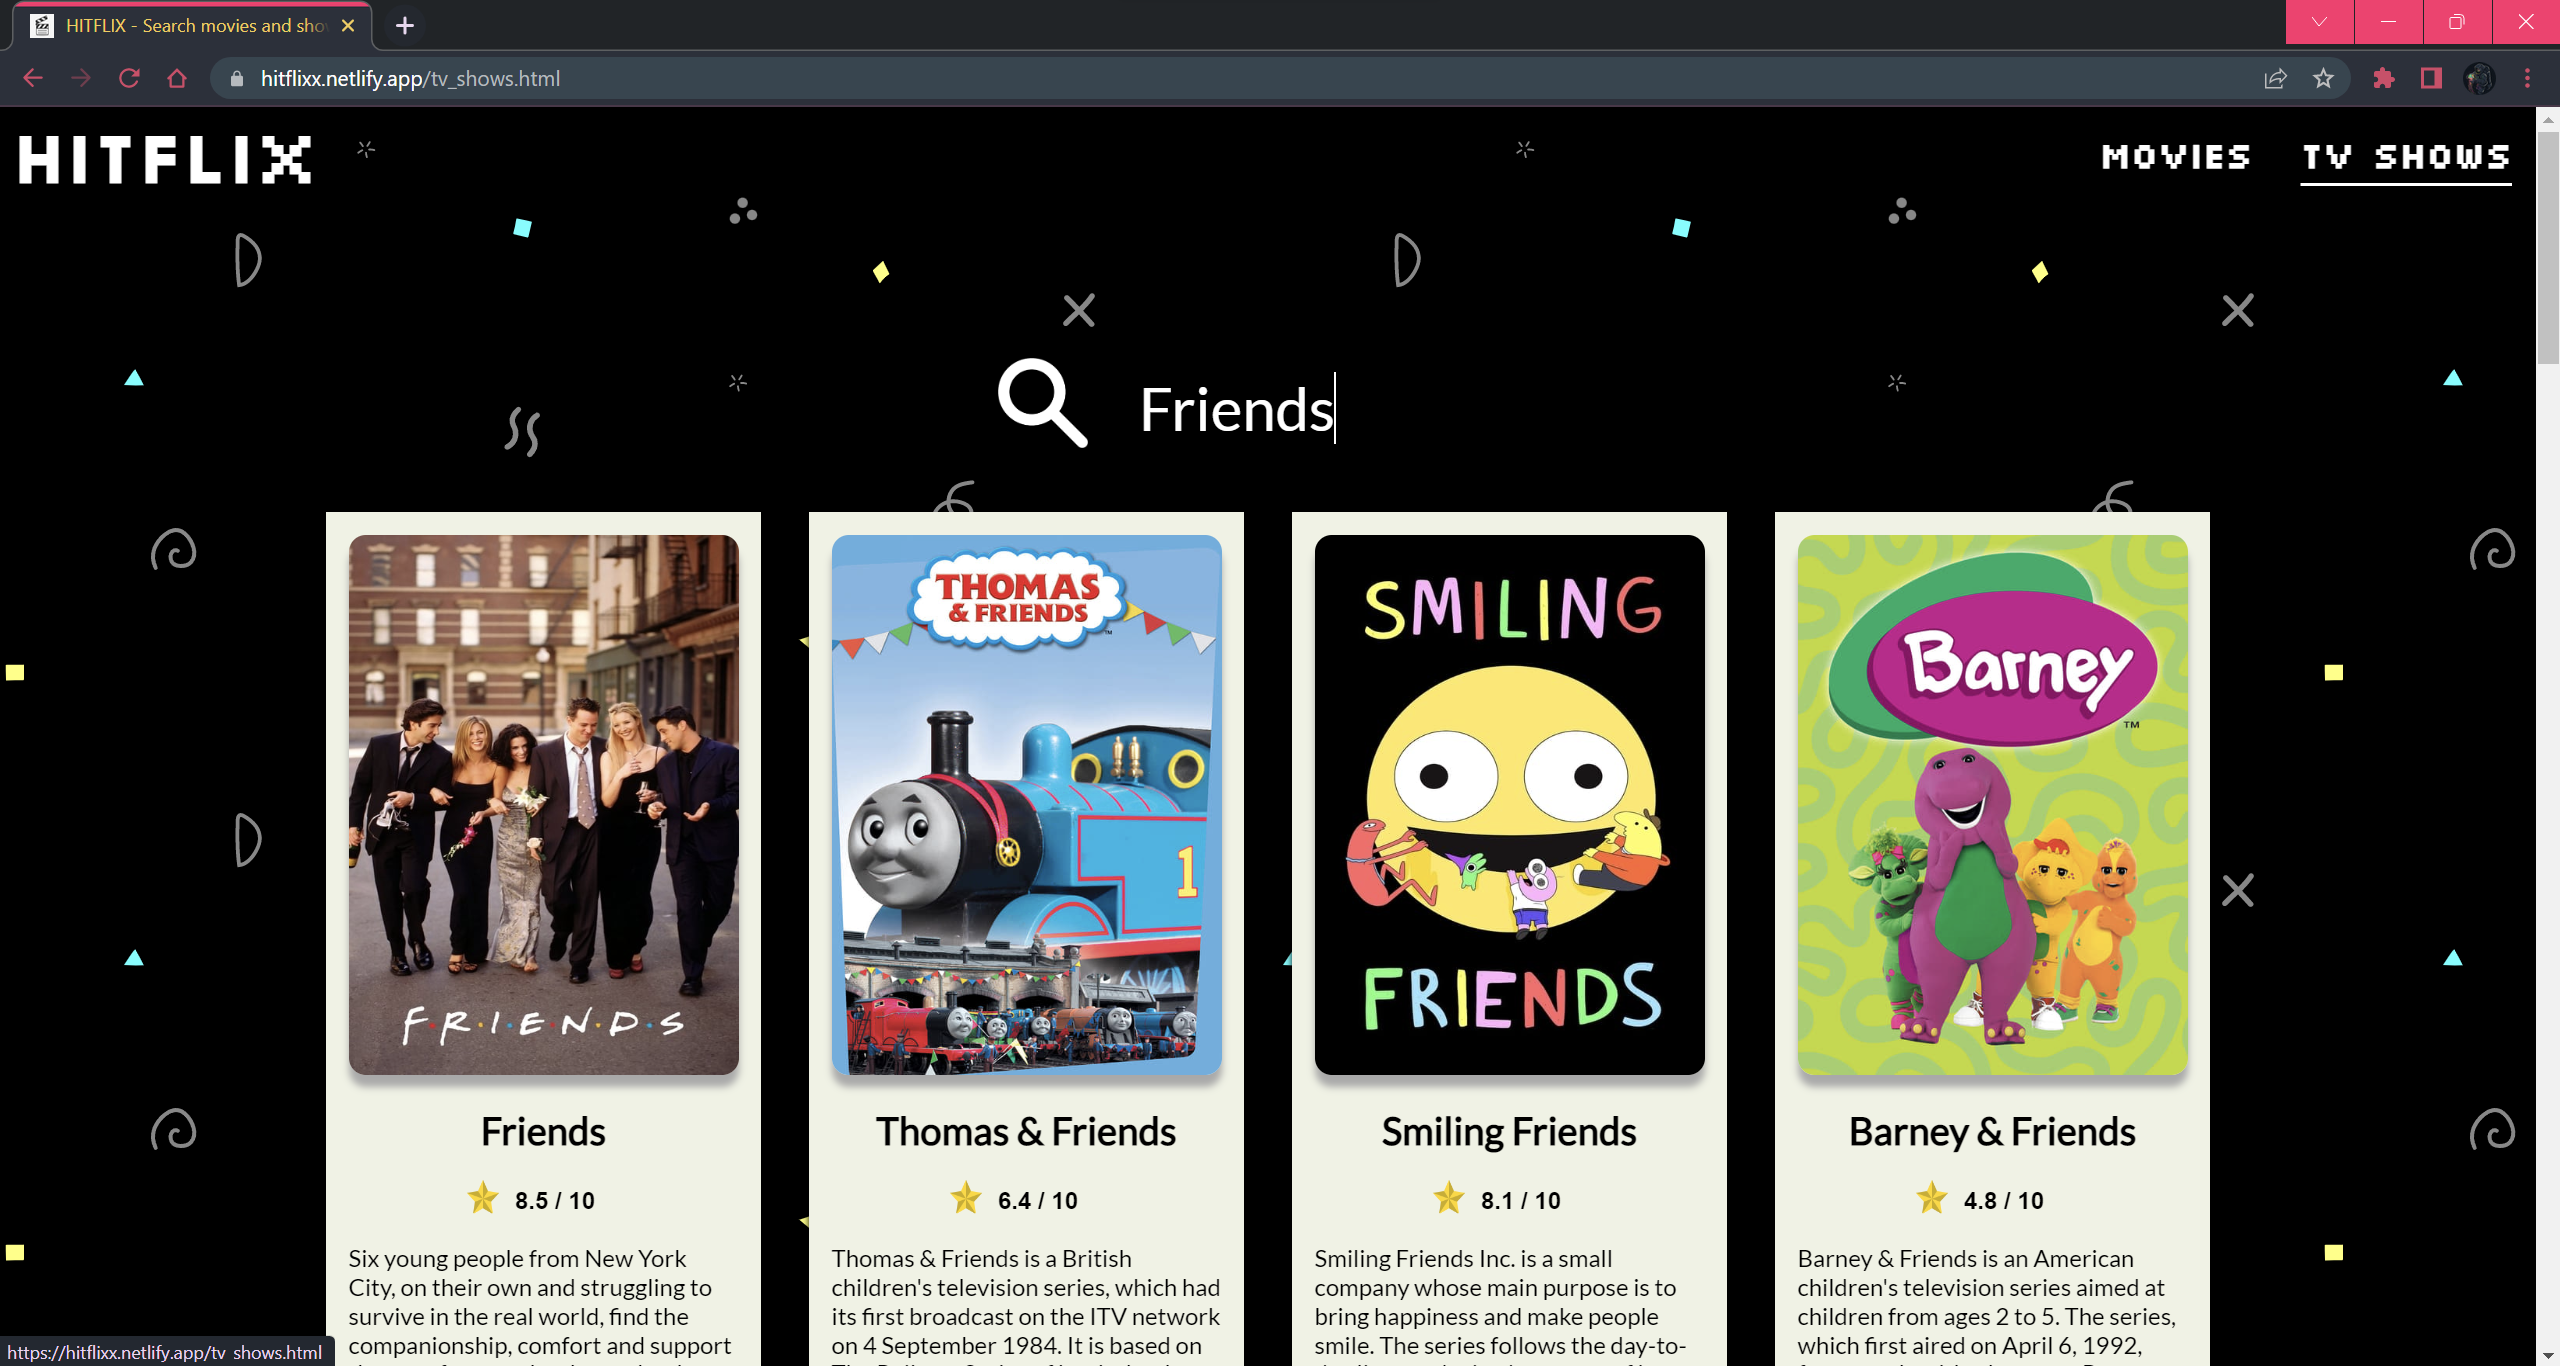 HITFLIX - Search movies and sho
hitflixx.netlify.app/tv_shows.html
HITFLIX
MOVIES
TV SHOWS
Friends
F·R·I·E·N·D·S
THOMAS
& FRIENDS
TM
1
SMILING
FRIENDS
Barney
TM
Friends
8.5 / 10
Six young people from New York
City, on their own and struggling to
survive in the real world, find the
companionship, comfort and support
Thomas & Friends
6.4 / 10
Thomas & Friends is a British
children's television series, which had
its first broadcast on the ITV network
on 4 September 1984. It is based on
Smiling Friends
8.1 / 10
Smiling Friends Inc. is a small
company whose main purpose is to
bring happiness and make people
smile. The series follows the day-to-
Barney & Friends
4.8 / 10
Barney & Friends is an American
children's television series aimed at
children from ages 2 to 5. The series,
which first aired on April 6, 1992,
https://hitflixx.netlify.app/tv_shows.html